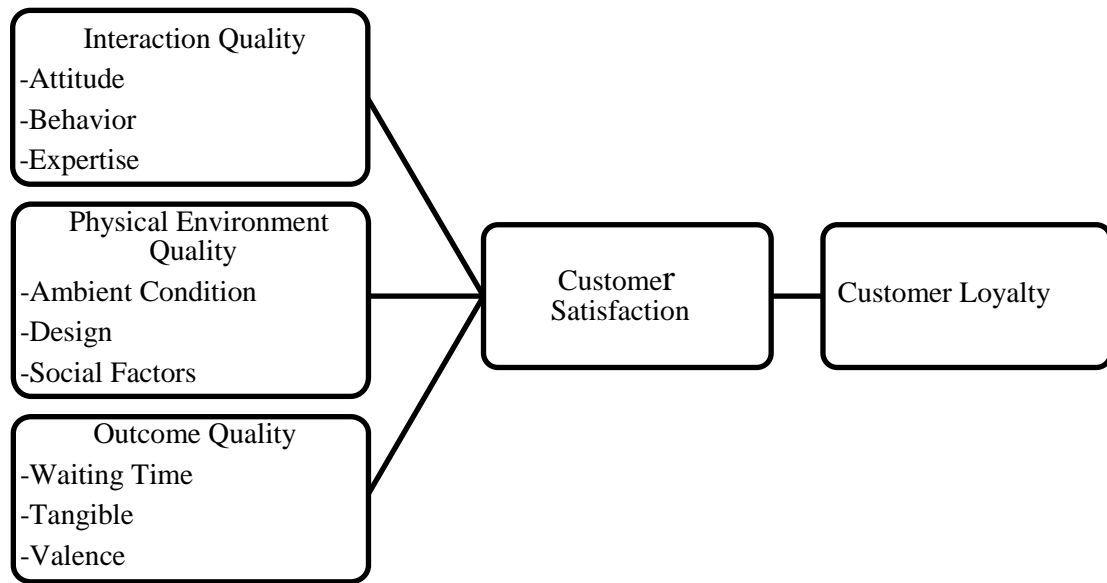 Interaction Quality
-Attitude
-Behavior
-Expertise
Physical Environment
Quality
-Ambient Condition
-Design
-Social Factors
Outcome Quality
-Waiting Time
-Tangible
-Valence
Customer
Satisfaction
Customer Loyalty